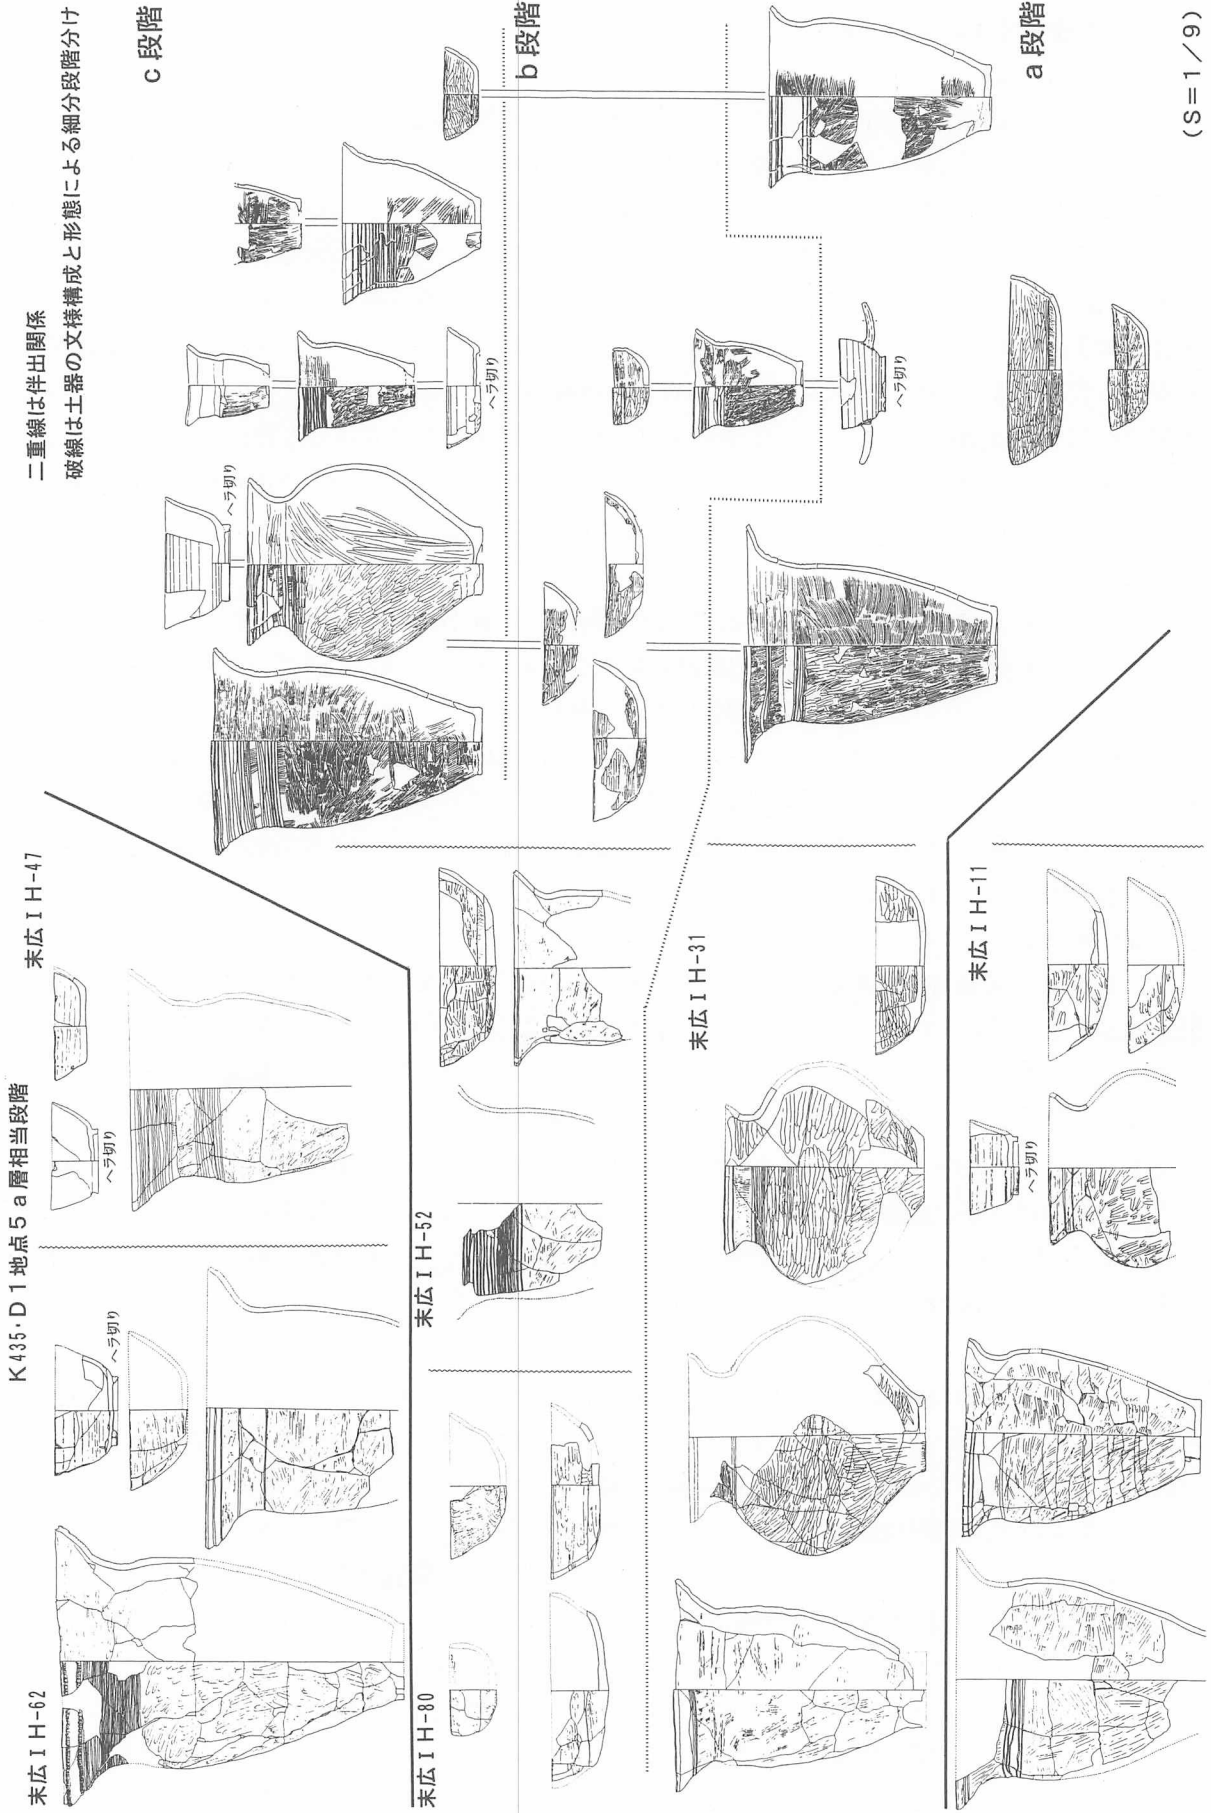 K435・D1地点5a層相当段階
二重線は伴出関係
破線は土器の文様構成と形態による細分段階分け
末広ⅠH-62
ヘラ切り
末広ⅠH-47
ヘラ切り
ヘラ切り
ヘラ切り
c段階
末広ⅠH-80
末広ⅠH-52
b段階
末広ⅠH-31
ヘラ切り
末広ⅠH-11
ヘラ切り
a段階
(S=1/9)